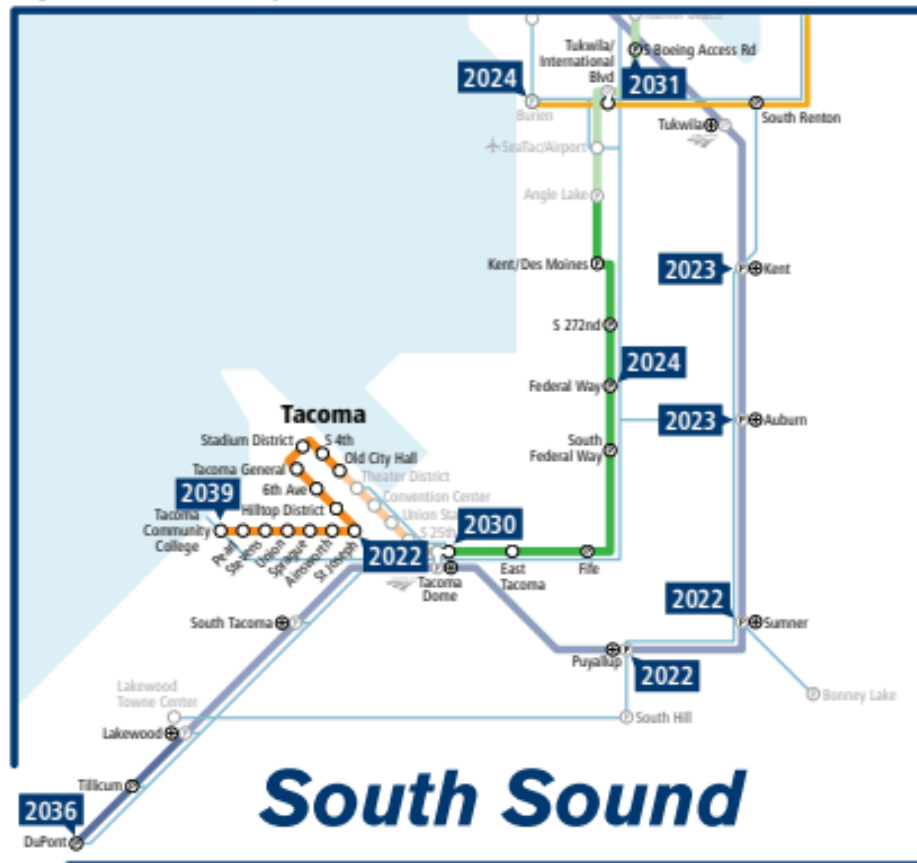 Tukwila/
International
Blvd
S Boeing Access Rd
2024
2031
Burien
South Renton
Tukwila
SeaTac/Airport
Angle Lake
Kent/Des Moines
2023
Kent
S 272nd
2024
Federal Way
Tacoma
2023
Auburn
Stadium District
S 4th
Old City Hall
South
Federal Way
Tacoma General
Theater District
6th Ave
2039
Convention Center
Hilltop District
Union Sta
Tacoma
Community
College
2030
S 25th
Pearl
Stevens
Union
Sprague
Ainsworth
St Joseph
2022
Tacoma
Dome
East
Tacoma
Fife
2022
South Tacoma
Sumner
Puyallup
2022
Lakewood
Towne Center
Bonney Lake
South Hill
Lakewood
Tillicum
2036
South Sound
DuPont